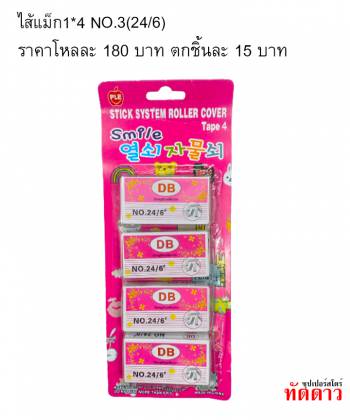 ไส้แม็ก1*4 NO.3(24/6)
ราคาโหลละ 180 บาท ตกชิ้นละ 15 บาท
PLE
STICK SYSTEM ROLLER COVER
Tape 4
Smile
열쇠 자물쇠
DB
NO.24/6
DB
NO.24/6
DB
NO.24/6
DB
NO.24/6
ซุปเปอร์สโตร์
ทัดดาว